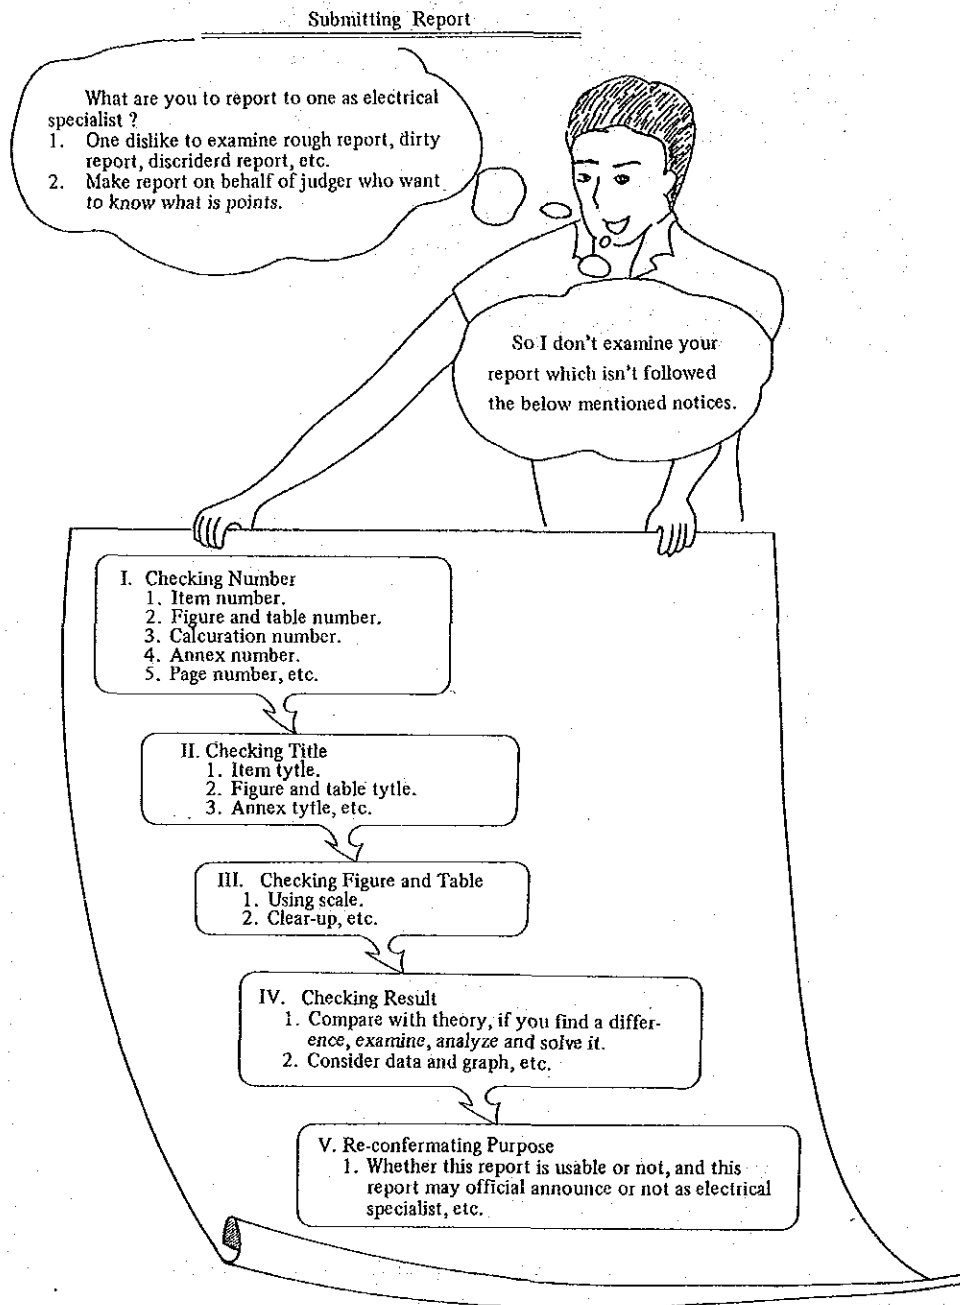 Submitting Report
What are you to report to one as electrical
specialist ?
1. One dislike to examine rough report, dirty
report, discriderd report, etc.
2. Make report on behalf of judger who want
to know what is points.
So I don't examine your
report which isn't followed
the below mentioned notices.
I. Checking Number
1. Item number.
2. Figure and table number.
3. Calcuration number.
4. Annex number.
5. Page number, etc.
II. Checking Title
1. Item tytle.
2. Figure and table tytle.
3. Annex tytle, etc.
III. Checking Figure and Table
1. Using scale.
2. Clear-up, etc.
IV. Checking Result
1. Compare with theory, if you find a differ-
ence, examine, analyze and solve it.
2. Consider data and graph, etc.
V. Re-confermating Purpose
1. Whether this report is usable or not, and this
report may official announce or not as electrical
specialist, etc.